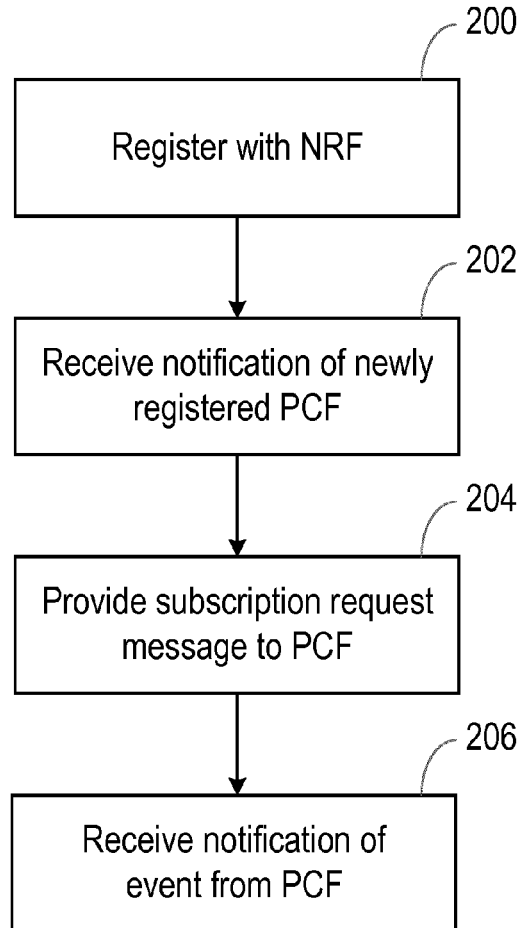 200
Register with NRF
202
Receive notification of newly
registered PCF
204
Provide subscription request
message to PCF
206
Receive notification of
event from PCF